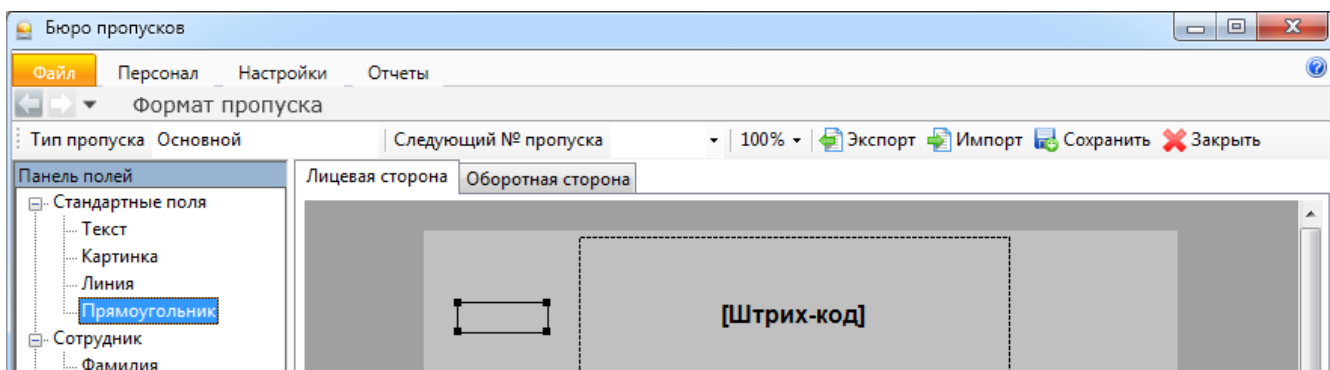 Бюро пропусков
Файл Персонал Настройки Отчеты
Формат пропуска
Тип пропуска Основной Следующий № пропуска 100% Экспорт Импорт Сохранить Закрыть
Панель полей
Лицевая сторона Оборотная сторона
Стандартные поля
Текст
Картинка
Линия
Прямоугольник
[Штрих-код]
Сотрудник
Фамилия